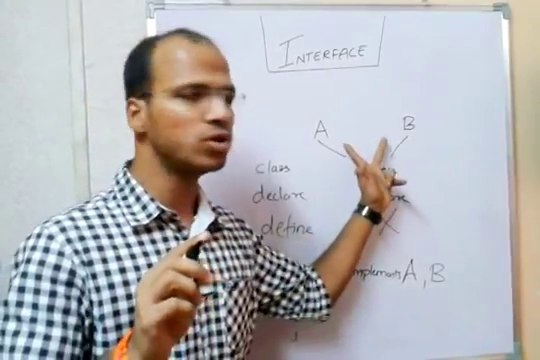 INTERFACE
A B
class
declare
define X
implements A, B